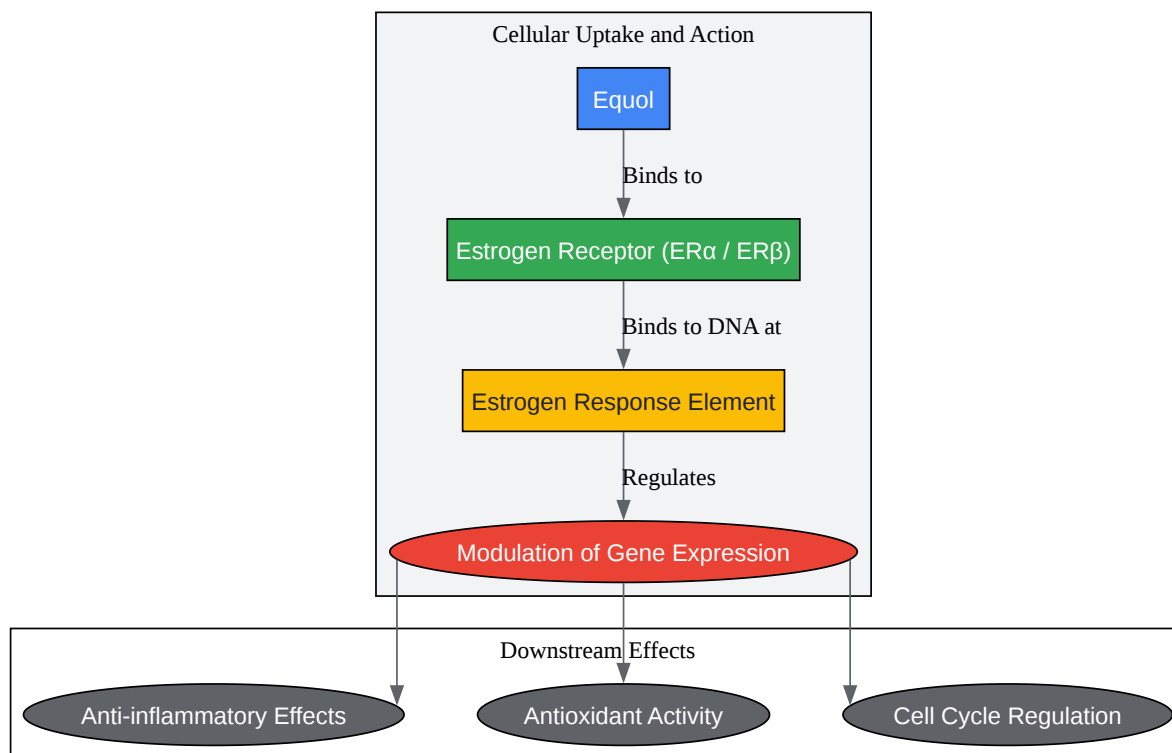 Cellular Uptake and Action
Equol
Binds to
Estrogen Receptor (ERα / ERβ)
Binds to DNA at
Estrogen Response Element
Regulates
Modulation of Gene Expression
Downstream Effects
Anti-inflammatory Effects
Antioxidant Activity
Cell Cycle Regulation